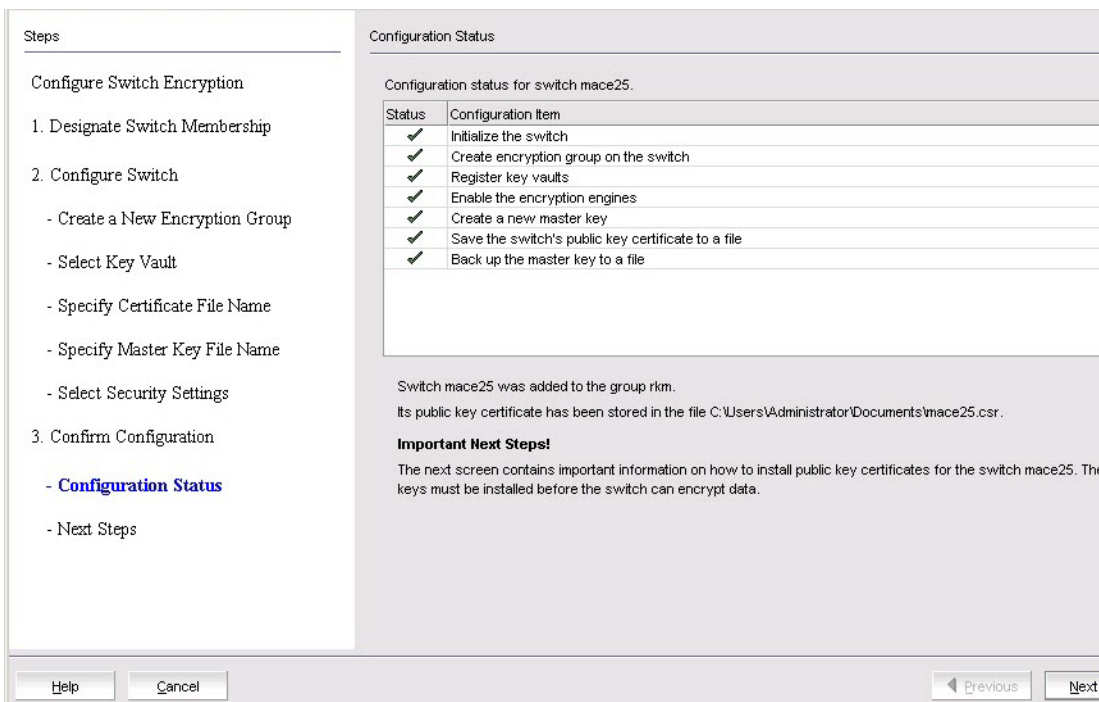 Steps
Configure Switch Encryption
1. Designate Switch Membership
2. Configure Switch
- Create a New Encryption Group
- Select Key Vault
- Specify Certificate File Name
- Specify Master Key File Name
- Select Security Settings
3. Confirm Configuration
- Configuration Status
- Next Steps
Configuration Status
Configuration status for switch mace25.
Status Configuration Item
Initialize the switch
Create encryption group on the switch
Register key vaults
Enable the encryption engines
Create a new master key
Save the switch's public key certificate to a file
Back up the master key to a file
Switch mace25 was added to the group rkm.
Its public key certificate has been stored in the file C:\Users\Administrator\Documents\mace25.csr.
Important Next Steps!
The next screen contains important information on how to install public key certificates for the switch mace25.
keys must be installed before the switch can encrypt data.
Help Cancel Previous Next